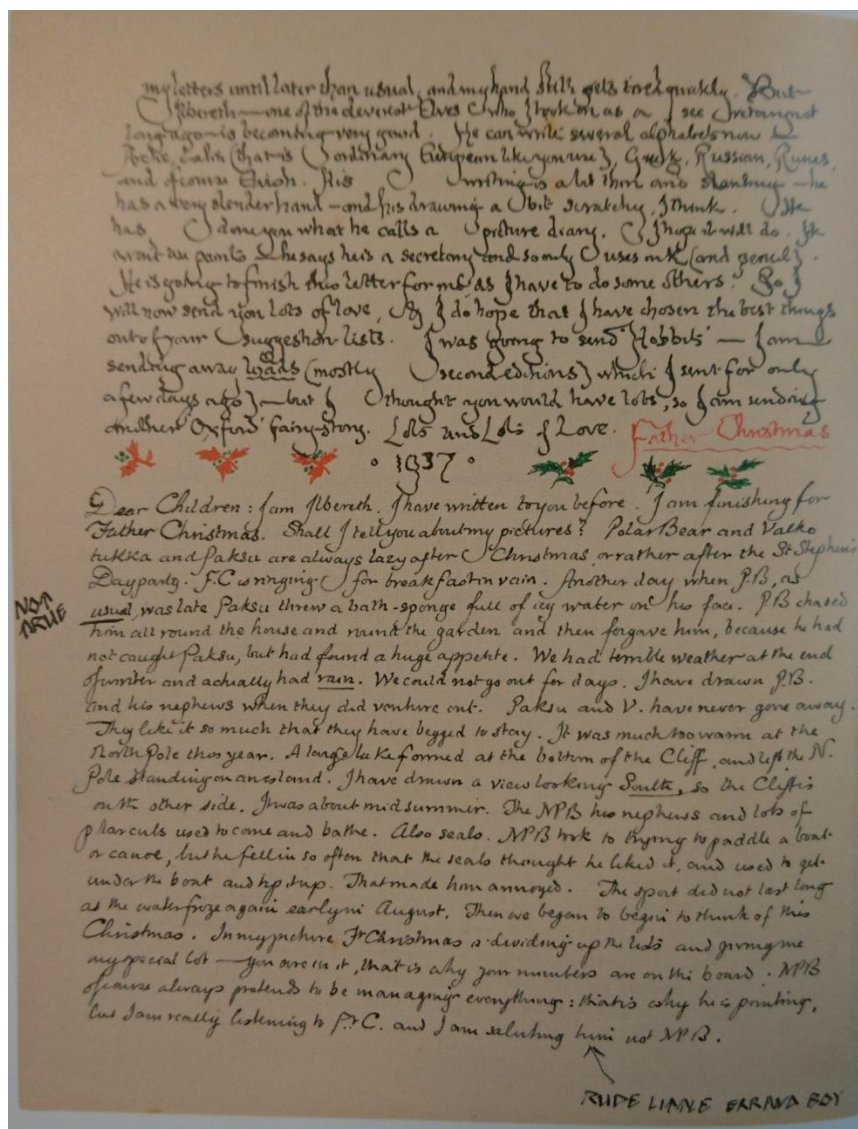 my letters until later than usual, and my hand still gets tired quickly. But
Ilbereth—one of the cleverest Elves who I took on as a secretary not
long ago—is becoming very good. He can write several alphabets now —
Arctic, Latin (that is ordinary European like you use), Greek, Russian, Runes,
and of course Elvish. His writing is a bit thin and slanting — he
has a very slender hand — and his drawing a bit scratchy, I think. He
has done you what he calls a picture diary. I hope it will do. He
won't use paints — he says he is a secretary and so only uses ink (and pencil).
He is going to finish this letter for me as I have to do some others. So I
will now send you lots of love, & I do hope that I have chosen the best things
out of your suggestion lists. I was going to send 'Hobbits' — I am
sending away loads (mostly second editions) which I sent for only
a few days ago) — but I thought you would have lots, so I am sending
another Oxford Fairy-story. Lots and Lots of Love. Father Christmas
1937
Dear Children: I am Ilbereth. I have written to you before. I am finishing for
Father Christmas. Shall I tell you about my pictures? Polar Bear and Valko
tukka and Paksu are always lazy after Christmas, or rather after the St Stephen's
Day party. F.C is ringing for breakfast in vain. Another day when P.B, as
NOT
TRUE
usual, was late Paksu threw a bath-sponge full of icy water on his face. P.B chased
him all round the house and round the garden and then forgave him, because he had
not caught Paksu, but had found a huge appetite. We had terrible weather at the end
of winter and actually had rain. We could not go out for days. I have drawn P.B.
and his nephews when they did venture out. Paksu and V. have never gone away.
They like it so much that they have begged to stay. It was much too warm at the
North Pole this year. A large lake formed at the bottom of the Cliff, and left the N.
Pole standing on an island. I have drawn a view looking South, so the Cliff is
on the other side. It was about midsummer. The NPB his nephews and lots of
polar cubs used to come and bathe. Also seals. NPB took to trying to paddle a boat
or canoe, but he fell in so often that the seals thought he liked it, and used to get
under the boat and tip it up. That made him annoyed. The sport did not last long
as the water froze again early in August. Then we began to begin to think of this
Christmas. In my picture Fr Christmas is dividing up the lists and giving me
my special lot — you are in it, that is why your numbers are on the board. NPB
of course always pretends to be managing everything: that is why he is pointing,
but I am really listening to F.C. and I am saluting him not NPB.
RUDE LITTLE ERRAND BOY